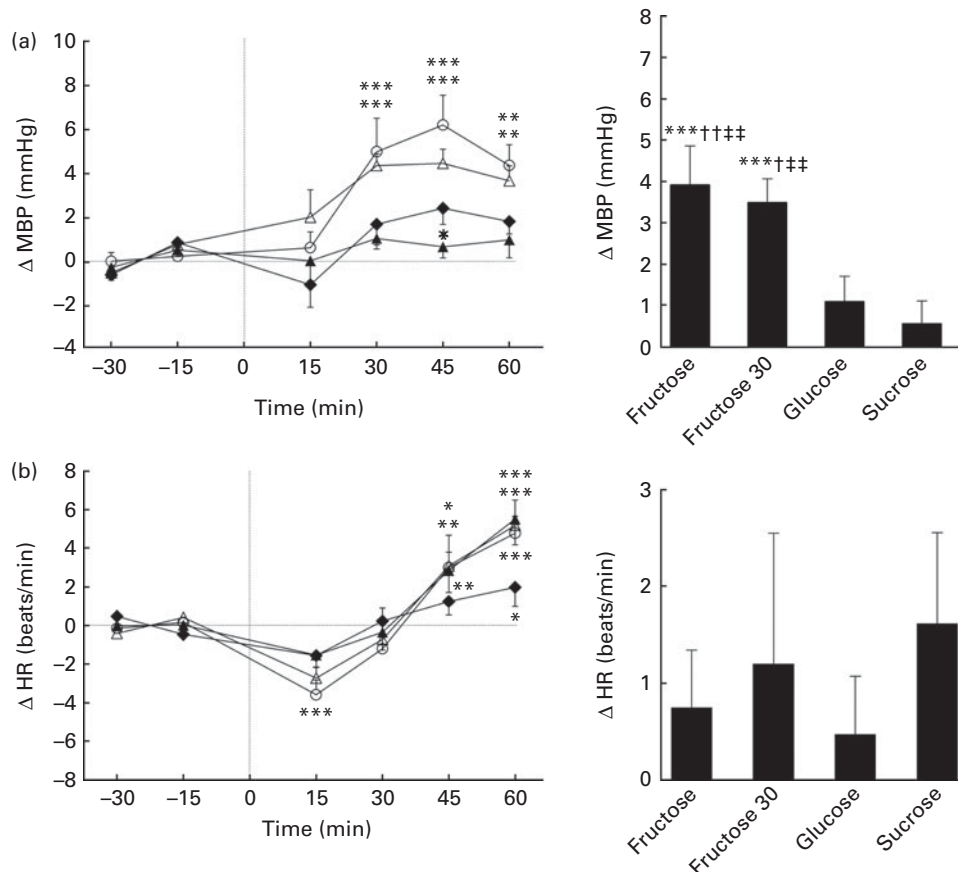 (a)
10
8
6
4
2
0
−2
−4
Δ MBP (mmHg)
***
***
***
***
**
**
*
−30 −15 0 15 30 45 60
Time (min)
8
7
6
5
4
3
2
1
0
Δ MBP (mmHg)
***††‡‡
***†‡‡
Fructose
Fructose 30
Glucose
Sucrose
(b)
8
6
4
2
0
−2
−4
−6
−8
Δ HR (beats/min)
***
*
**
**
***
***
***
*
−30 −15 0 15 30 45 60
Time (min)
3
2
1
0
Δ HR (beats/min)
Fructose
Fructose 30
Glucose
Sucrose